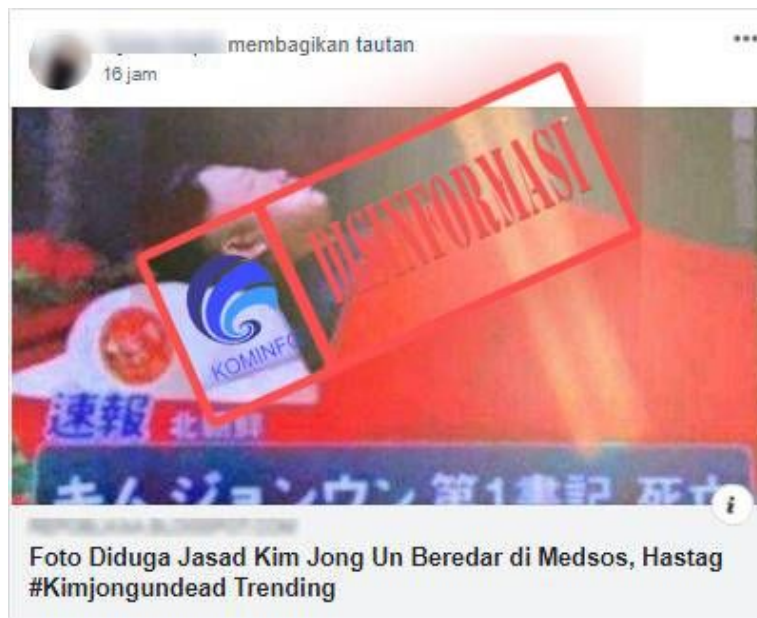 membagikan tautan
16 jam
DISINFORMASI
KOMINFO
速報 北朝鮮
キム ジョンウン 第1書記 死亡
Foto Diduga Jasad Kim Jong Un Beredar di Medsos, Hastag
#Kimjongundead Trending